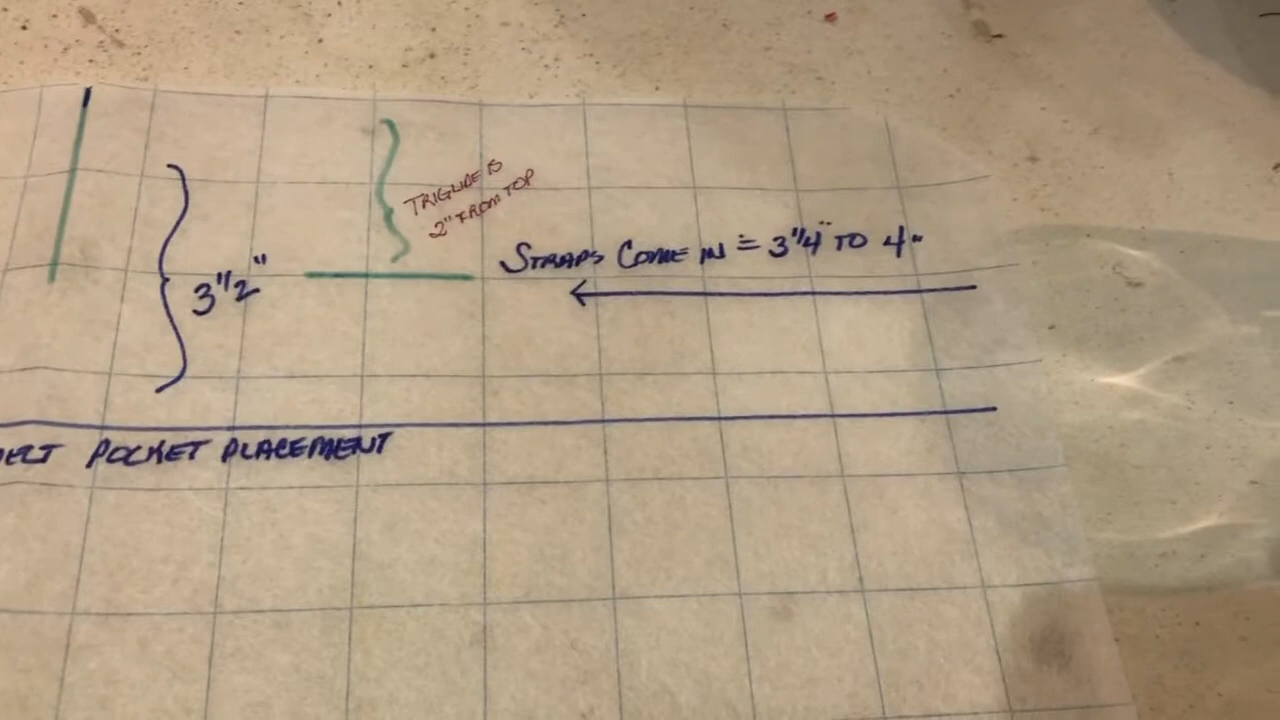 TRIGLIDE IS
2" FROM TOP
STRAPS COME IN = 3"/4" TO 4"
3"/2"
POCKET PLACEMENT